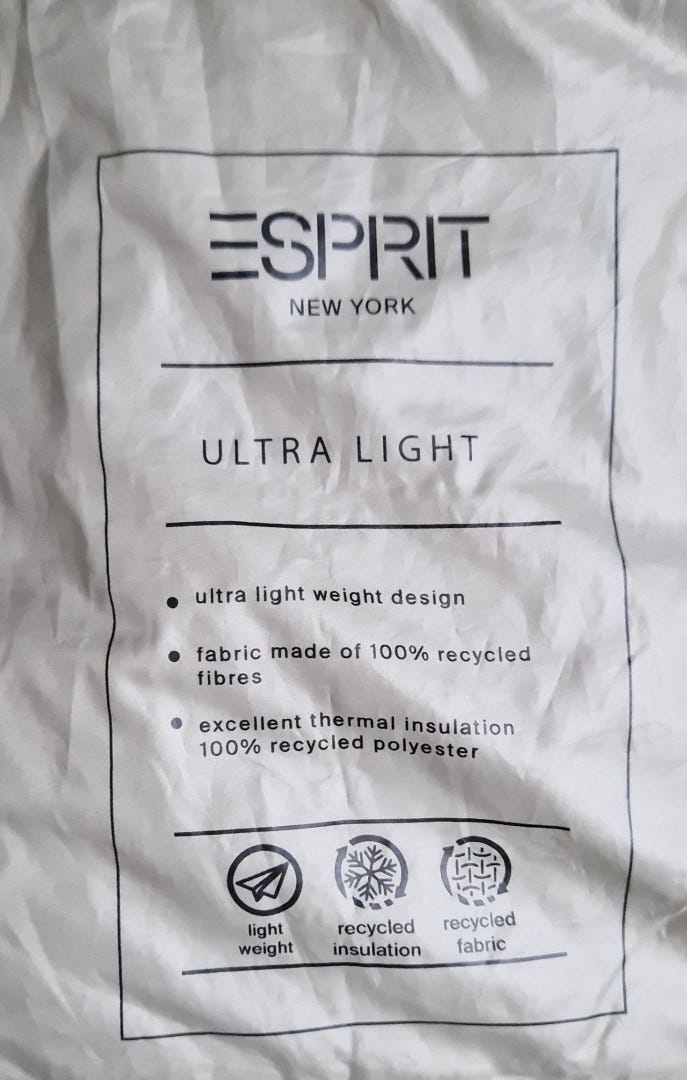 ESPRIT
NEW YORK
ULTRA LIGHT
• ultra light weight design
• fabric made of 100% recycled
fibres
• excellent thermal insulation
100% recycled polyester
light
weight
recycled
insulation
recycled
fabric